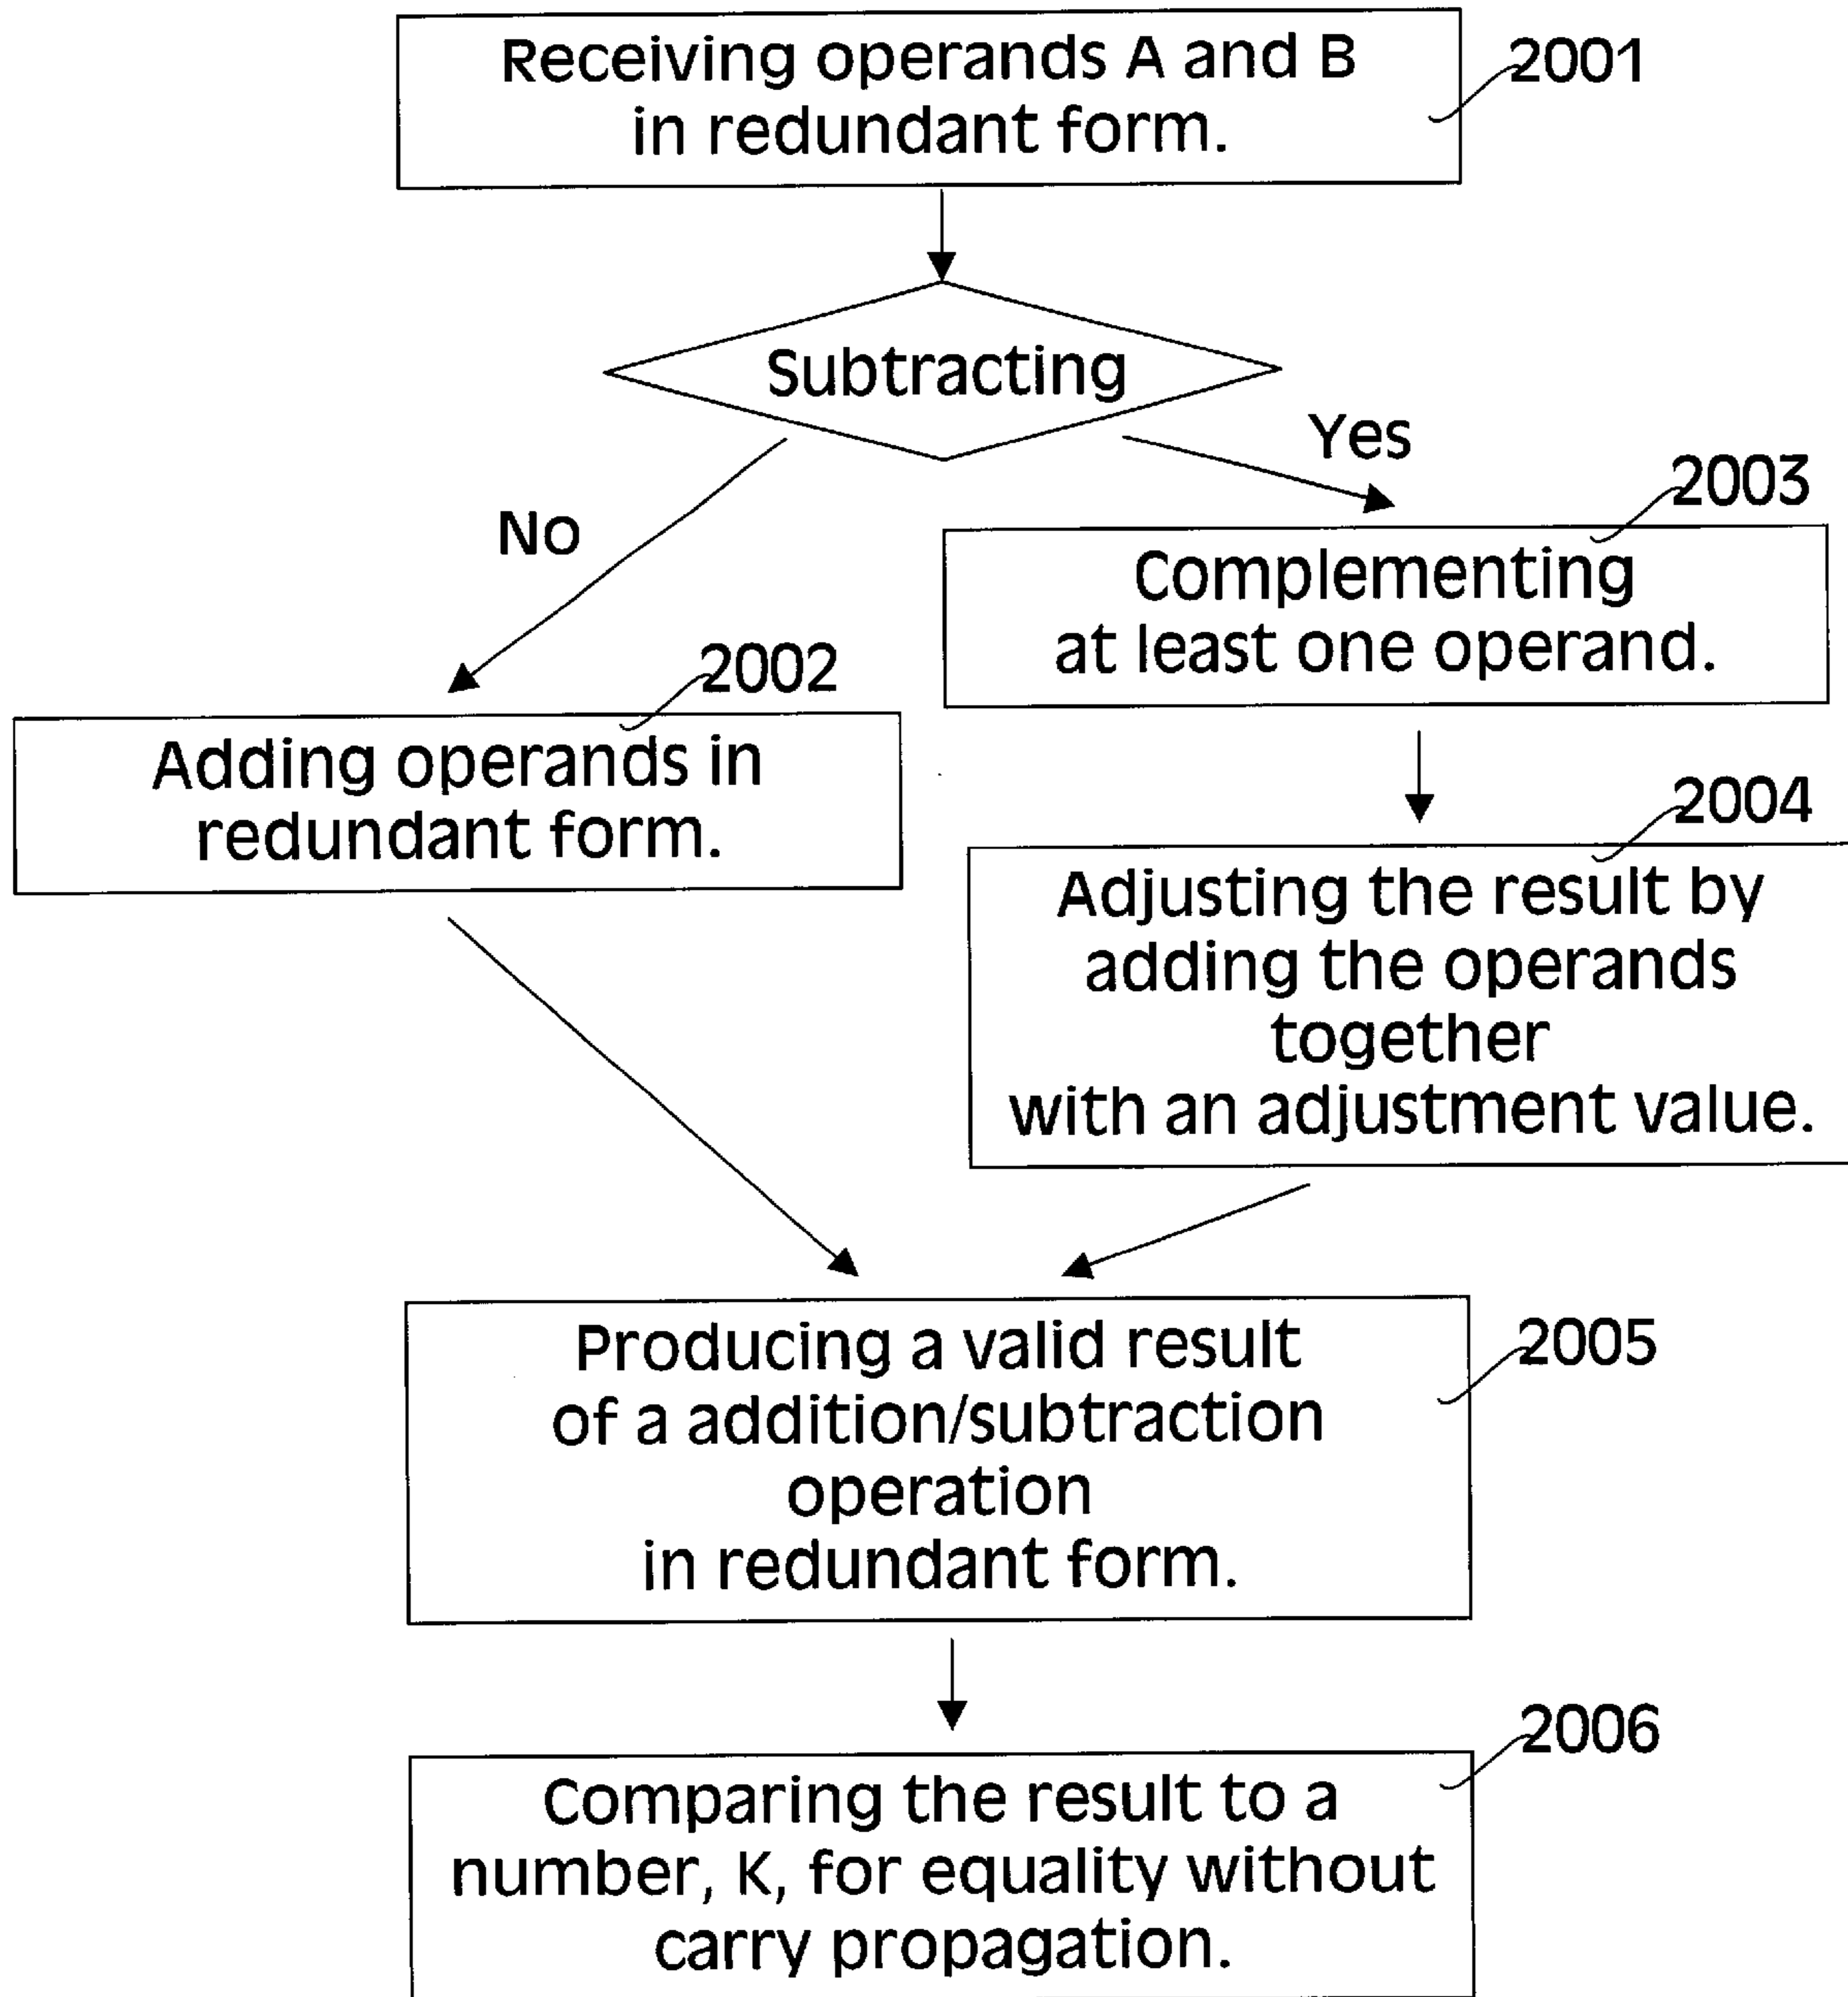 Receiving operands A and B
in redundant form.
2001
Subtracting
Yes
No
2003
Complementing
at least one operand.
2002
Adding operands in
redundant form.
2004
Adjusting the result by
adding the operands
together
with an adjustment value.
Producing a valid result
of a addition/subtraction
operation
in redundant form.
2005
2006
Comparing the result to a
number, K, for equality without
carry propagation.